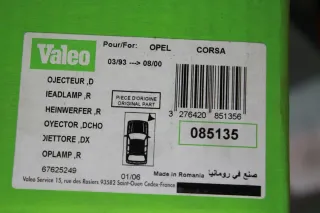 Valeo
Pour/For: OPEL CORSA
03/93 ---> 08/00
OJECTEUR ,D
IEADLAMP ,R
HEINWERFER ,R
OYECTOR ,DCHO
OIETTORE ,DX
OPLAMP ,R
67625249
PIECE D'ORIGINE
ORIGINAL PART
01/06
3 276420 851356
085135
Made in Romania صنع في رومانيا
Valeo Service 15, rue des Rosiers 93582 Saint-Ouen Cedex-France